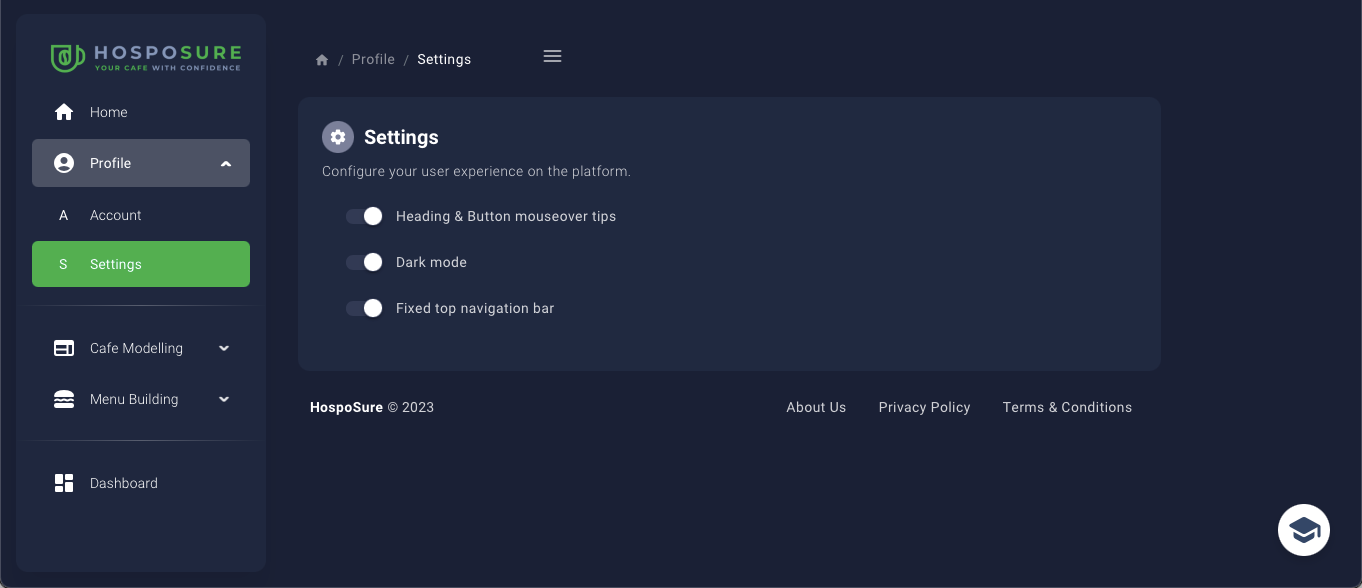 HOSPOSURE
YOUR CAFE WITH CONFIDENCE
Home
Profile
A Account
S Settings
Cafe Modelling
Menu Building
Dashboard
/ Profile / Settings
Settings
Configure your user experience on the platform.
Heading & Button mouseover tips
Dark mode
Fixed top navigation bar
HospoSure © 2023 About Us Privacy Policy Terms & Conditions